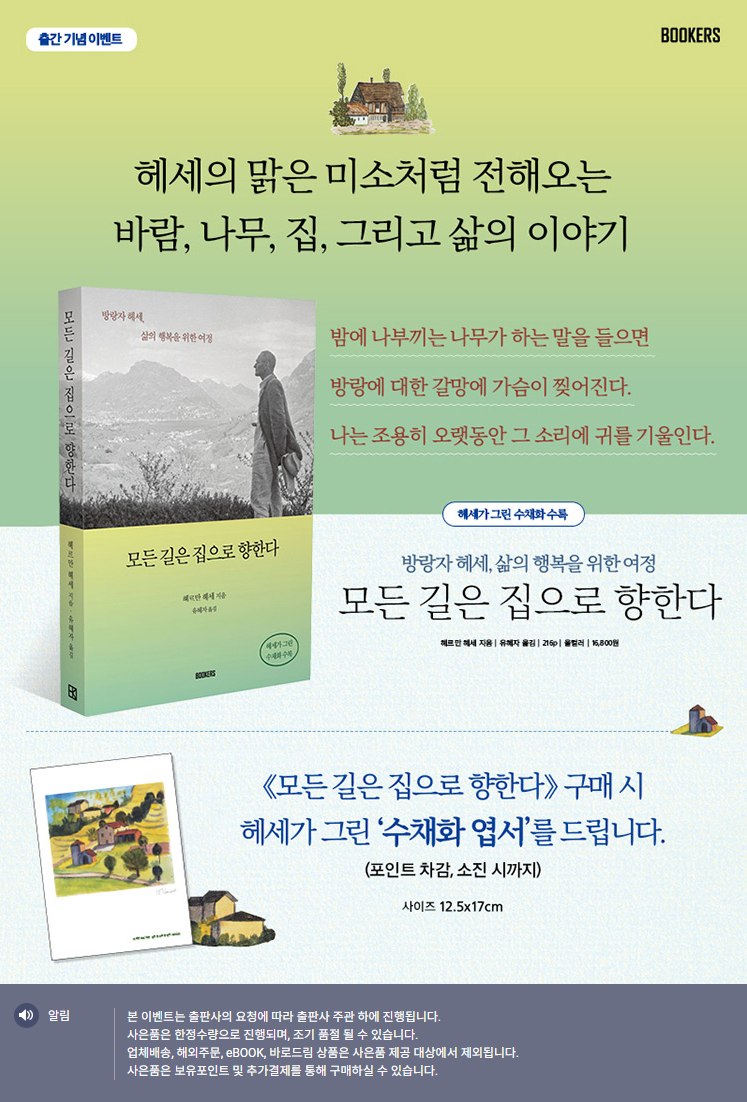 출간 기념 이벤트
BOOKERS
헤세의 맑은 미소처럼 전해오는
바람, 나무, 집, 그리고 삶의 이야기
모든 길은 집으로 향한다
헤르만 헤세 지음 · 유혜자 옮김
방랑자 헤세,
삶의 행복을 위한 여정
모든 길은 집으로 향한다
헤르만 헤세 지음
유혜자 옮김
헤세가 그린
수채화 수록
BOOKERS
밤에 나부끼는 나무가 하는 말을 들으면
방랑에 대한 갈망에 가슴이 찢어진다.
나는 조용히 오랫동안 그 소리에 귀를 기울인다.
헤세가 그린 수채화 수록
방랑자 헤세, 삶의 행복을 위한 여정
모든 길은 집으로 향한다
헤르만 헤세 지음 | 유혜자 옮김 | 216p | 올컬러 | 16,800원
《모든 길은 집으로 향한다》 구매 시
헤세가 그린 ‘수채화 엽서’를 드립니다.
(포인트 차감, 소진 시까지)
사이즈 12.5x17cm
알림
본 이벤트는 출판사의 요청에 따라 출판사 주관 하에 진행됩니다.
사은품은 한정수량으로 진행되며, 조기 품절 될 수 있습니다.
업체배송, 해외주문, eBOOK, 바로드림 상품은 사은품 제공 대상에서 제외됩니다.
사은품은 보유포인트 및 추가결제를 통해 구매하실 수 있습니다.